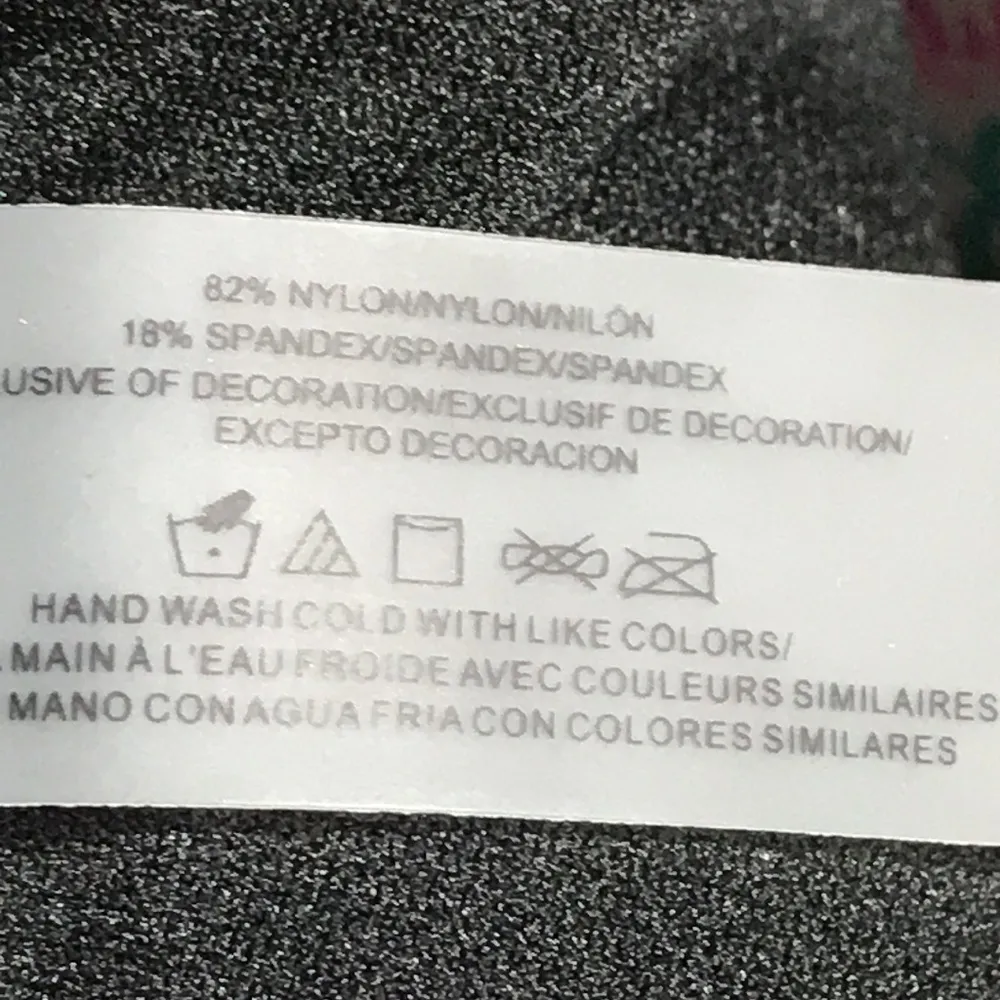 82% NYLON/NYLON/NILÓN
18% SPANDEX/SPANDEX/SPANDEX
USIVE OF DECORATION/EXCLUSIF DE DECORATION/
EXCEPTO DECORACION
HAND WASH COLD WITH LIKE COLORS/
MAIN À L'EAU FROIDE AVEC COULEURS SIMILAIRES
MANO CON AGUA FRIA CON COLORES SIMILARES